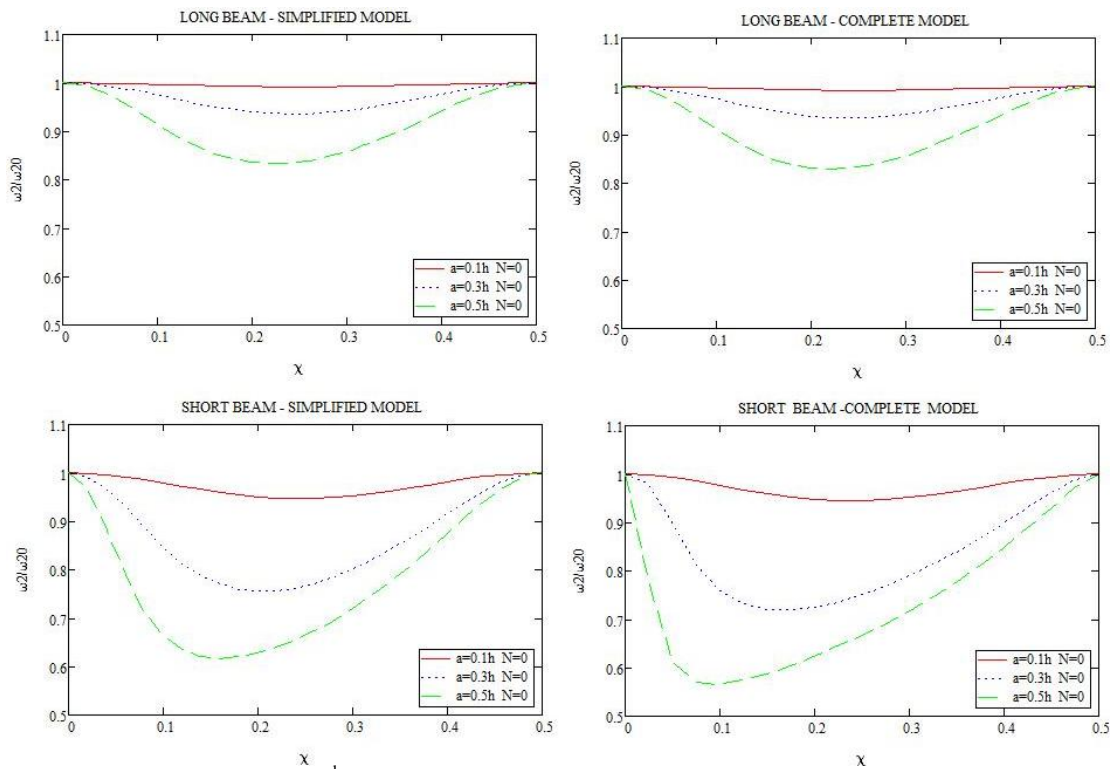 LONG BEAM - SIMPLIFIED MODEL
1.1
1
0.9
0.8
0.7
0.6
0.5
ω2/ω20
a=0.1h N=0
a=0.3h N=0
a=0.5h N=0
0 0.1 0.2 0.3 0.4 0.5
χ
LONG BEAM - COMPLETE MODEL
1.1
1
0.9
0.8
0.7
0.6
0.5
ω2/ω20
a=0.1h N=0
a=0.3h N=0
a=0.5h N=0
0 0.1 0.2 0.3 0.4 0.5
χ
SHORT BEAM - SIMPLIFIED MODEL
1.1
1
0.9
0.8
0.7
0.6
0.5
ω2/ω20
a=0.1h N=0
a=0.3h N=0
a=0.5h N=0
0 0.1 0.2 0.3 0.4 0.5
χ
SHORT BEAM -COMPLETE MODEL
1.1
1
0.9
0.8
0.7
0.6
0.5
ω2/ω20
a=0.1h N=0
a=0.3h N=0
a=0.5h N=0
0 0.1 0.2 0.3 0.4 0.5
χ